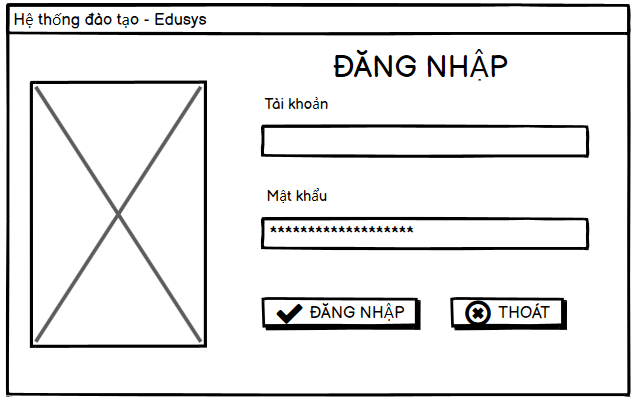 Hệ thống đào tạo - Edusys
ĐĂNG NHẬP
Tài khoản
Mật khẩu
*******************
ĐĂNG NHẬP
THOÁT